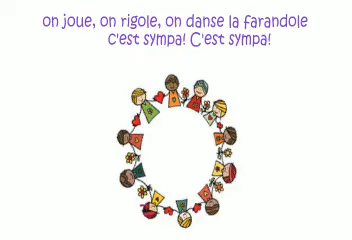 on joue, on rigole, on danse la farandole
c'est sympa! C'est sympa!